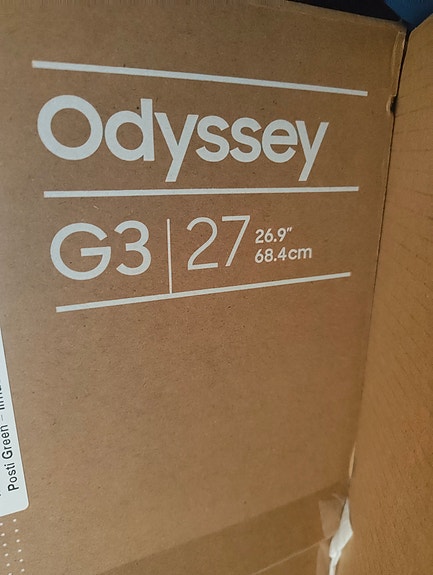 Odyssey
G3 27 26.9"
68.4cm
Posti Green –